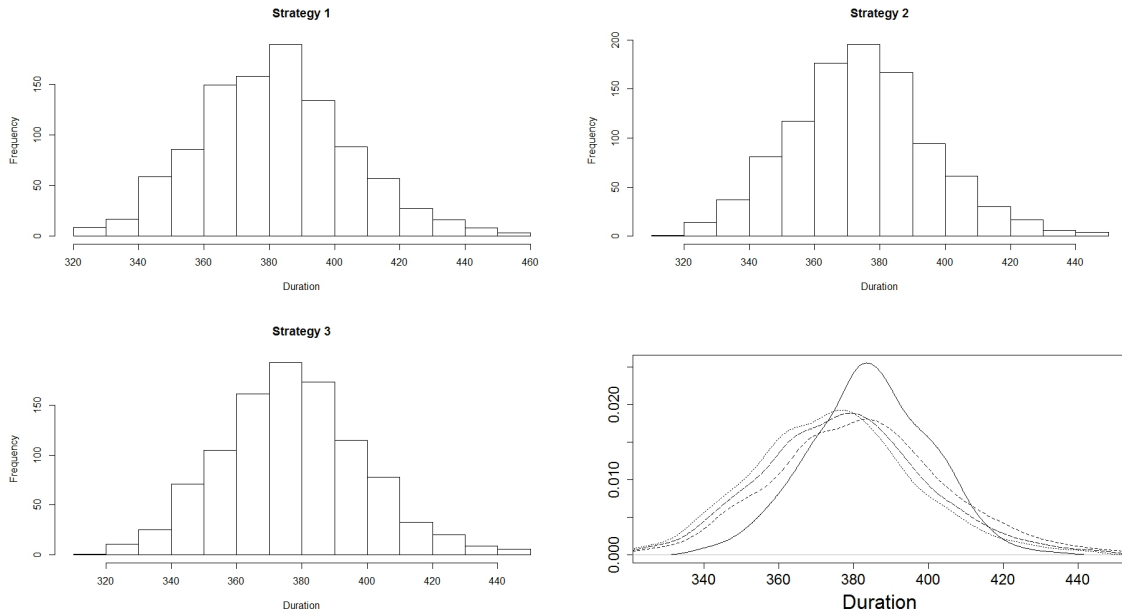 Strategy 1
Frequency
0 50 100 150
320 340 360 380 400 420 440 460
Duration
Strategy 2
Frequency
0 50 100 150 200
320 340 360 380 400 420 440
Duration
Strategy 3
Frequency
0 50 100 150
320 340 360 380 400 420 440
Duration
0.000 0.010 0.020
340 360 380 400 420 440
Duration